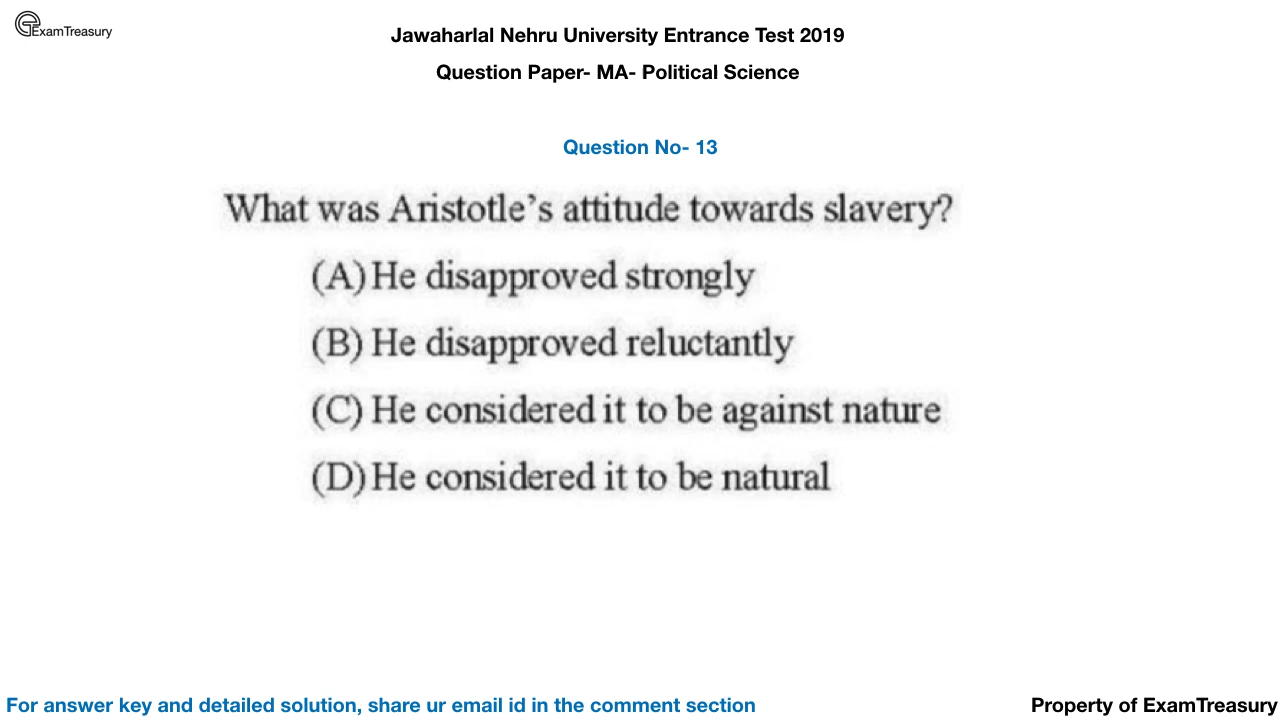 ExamTreasury
Jawaharlal Nehru University Entrance Test 2019
Question Paper- MA- Political Science
Question No- 13
What was Aristotle's attitude towards slavery?
(A) He disapproved strongly
(B) He disapproved reluctantly
(C) He considered it to be against nature
(D) He considered it to be natural
For answer key and detailed solution, share ur email id in the comment section
Property of ExamTreasury